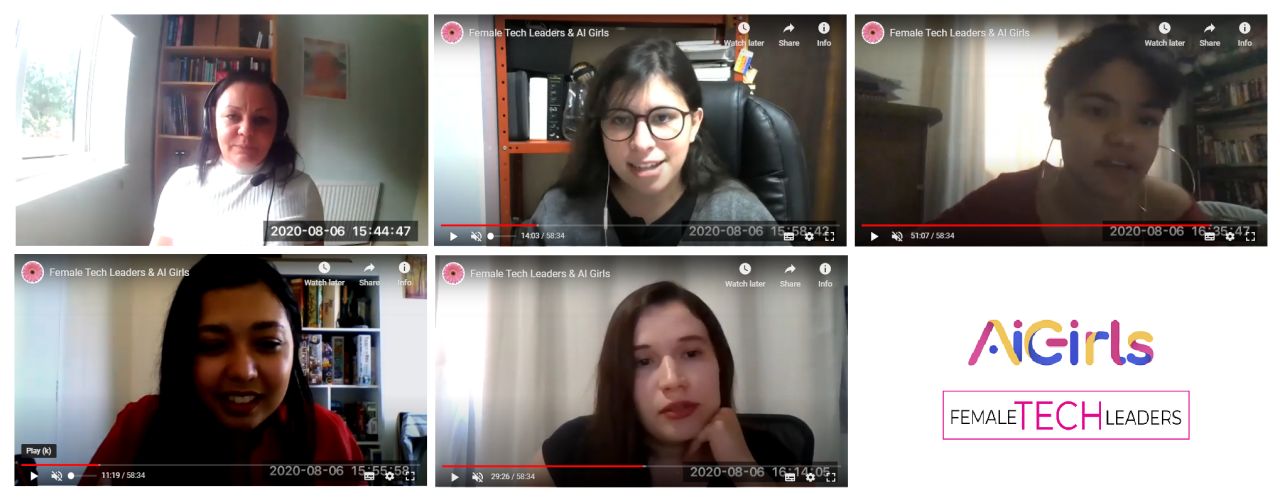 2020-08-06 15:44:47
Female Tech Leaders & AI Girls
Watch later
Share
Info
2020-08-06 15:58:42
14:03 / 58:34
Female Tech Leaders & AI Girls
Watch later
Share
Info
2020-08-06 16:35:47
51:07 / 58:34
Female Tech Leaders & AI Girls
Watch later
Share
Info
Play (k)
2020-08-06 15:55:58
11:19 / 58:34
Female Tech Leaders & AI Girls
Watch later
Share
Info
2020-08-06 16:14:05
29:26 / 58:34
AiGirls
FEMALE TECH LEADERS